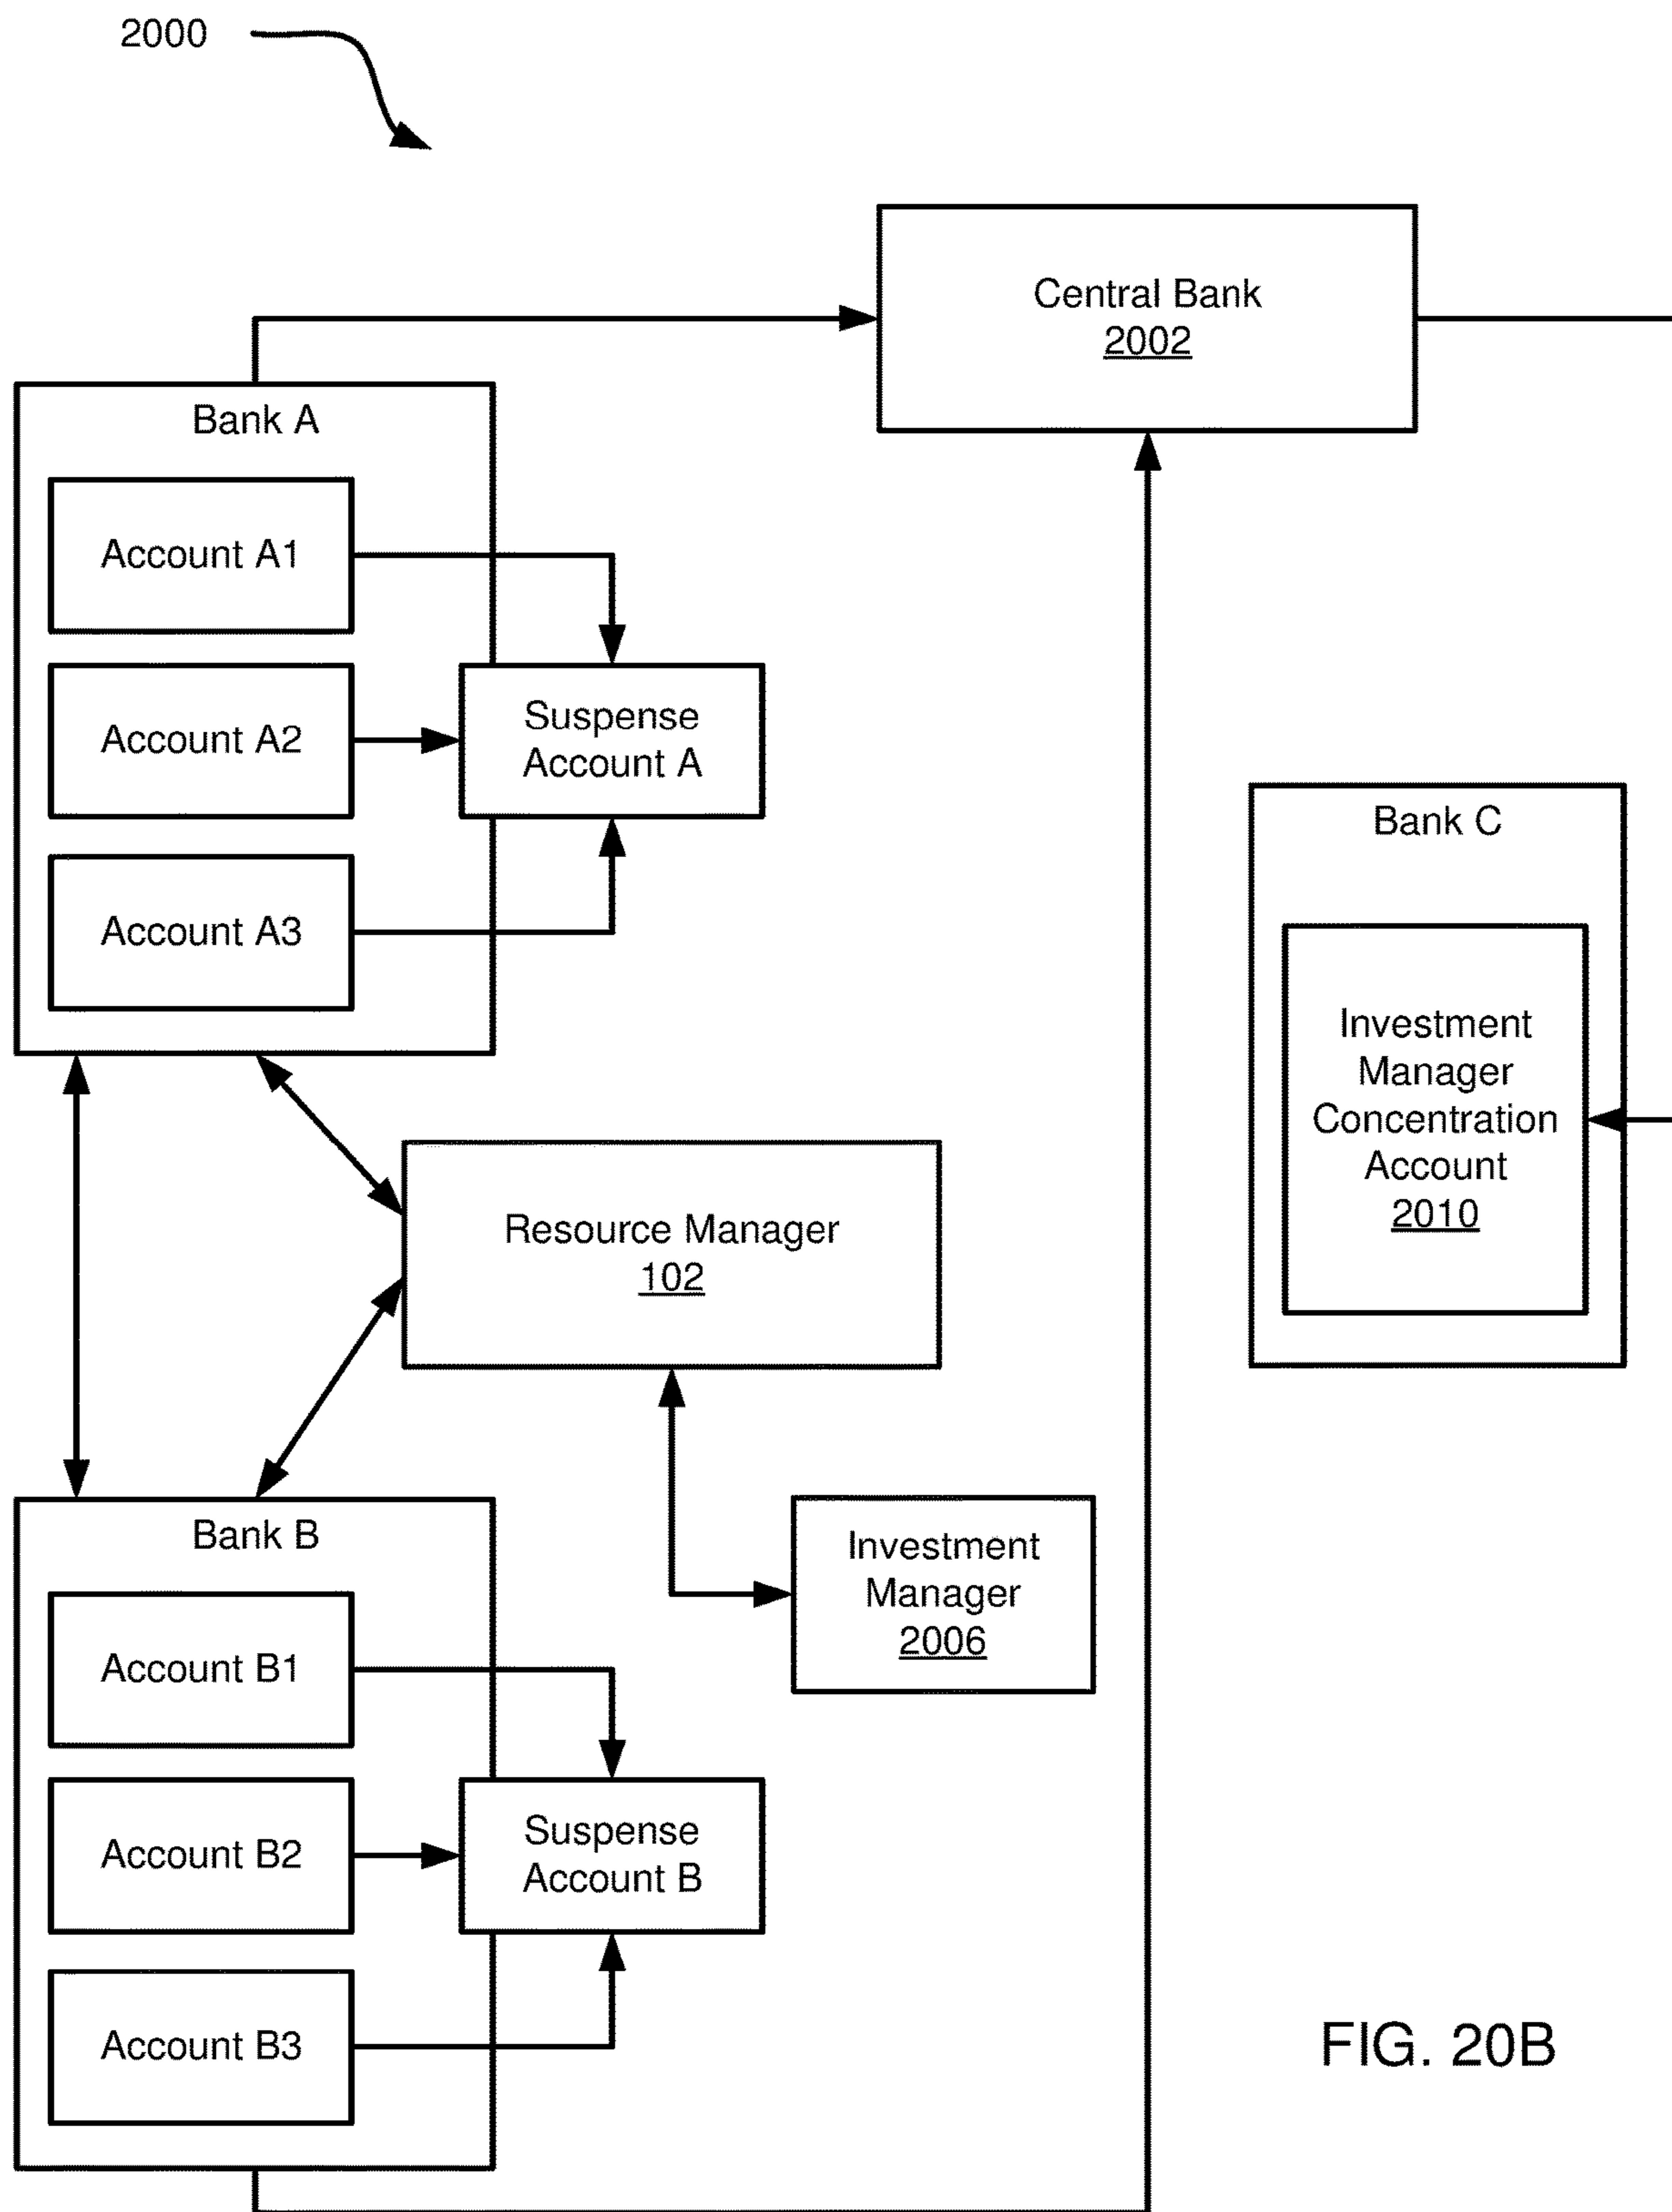 2000
Central Bank
2002
Bank A
Account A1
Account A2
Account A3
Suspense
Account A
Bank C
Investment
Manager
Concentration
Account
2010
Resource Manager
102
Investment
Manager
2006
Bank B
Account B1
Account B2
Account B3
Suspense
Account B
FIG. 20B